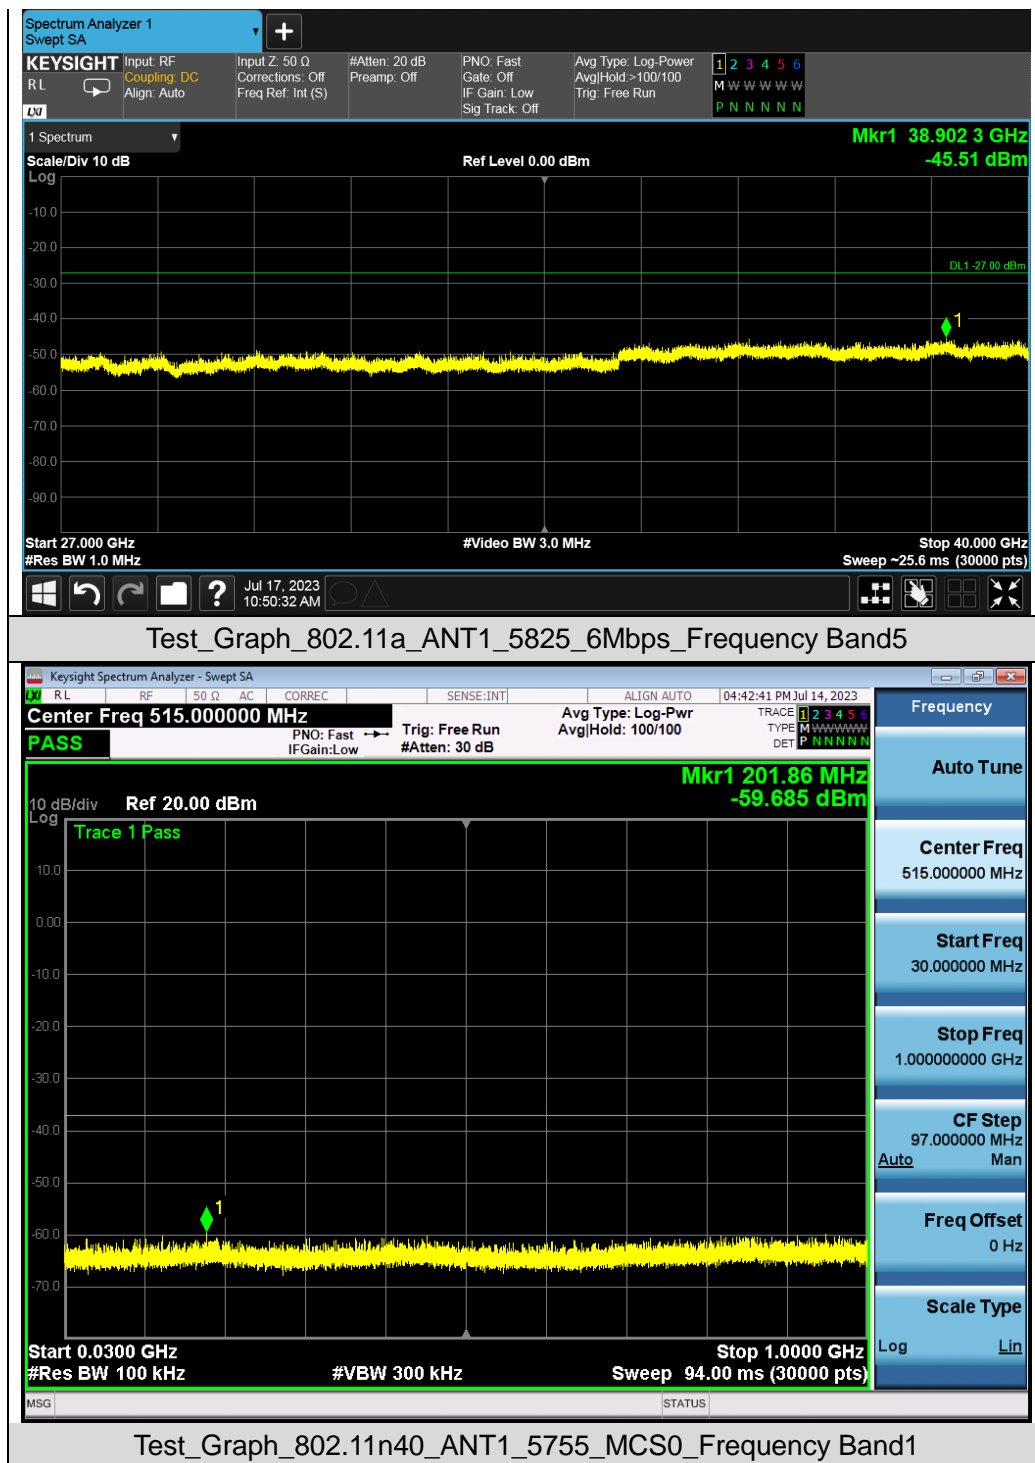 Spectrum Analyzer 1
Swept SA
+
KEYSIGHT Input: RF Input Z: 50 Ω #Atten: 20 dB PNO: Fast Avg Type: Log-Power 1 2 3 4 5 6
RL Coupling: DC Corrections: Off Preamp: Off Gate: Off Avg|Hold:>100/100 M W W W W W
Align: Auto Freq Ref: Int (S) IF Gain: Low Trig: Free Run
LXI Sig Track: Off P N N N N N
1 Spectrum Mkr1 38.902 3 GHz
Scale/Div 10 dB Ref Level 0.00 dBm -45.51 dBm
Log
-10.0
-20.0
DL1 -27.00 dBm
-30.0
-40.0
1
-50.0
-60.0
-70.0
-80.0
-90.0
Start 27.000 GHz #Video BW 3.0 MHz Stop 40.000 GHz
#Res BW 1.0 MHz Sweep ~25.6 ms (30000 pts)
? Jul 17, 2023
10:50:32 AM
Test_Graph_802.11a_ANT1_5825_6Mbps_Frequency Band5
Keysight Spectrum Analyzer - Swept SA
LXI RL RF 50 Ω AC CORREC SENSE:INT ALIGN AUTO 04:42:41 PM Jul 14, 2023
Center Freq 515.000000 MHz Avg Type: Log-Pwr TRACE 1 2 3 4 5 6 Frequency
PASS PNO: Fast Trig: Free Run Avg|Hold: 100/100 TYPE M W W W W W
IFGain:Low #Atten: 30 dB DET P N N N N N
Auto Tune
Mkr1 201.86 MHz
10 dB/div Ref 20.00 dBm -59.685 dBm
Log
Trace 1 Pass
Center Freq
515.000000 MHz
10.0
0.00
Start Freq
30.000000 MHz
-10.0
-20.0
Stop Freq
1.000000000 GHz
-30.0
CF Step
-40.0
97.000000 MHz
Auto Man
-50.0
1
Freq Offset
-60.0
0 Hz
-70.0
Scale Type
Log Lin
Start 0.0300 GHz Stop 1.0000 GHz
#Res BW 100 kHz #VBW 300 kHz Sweep 94.00 ms (30000 pts)
MSG STATUS
Test_Graph_802.11n40_ANT1_5755_MCS0_Frequency Band1